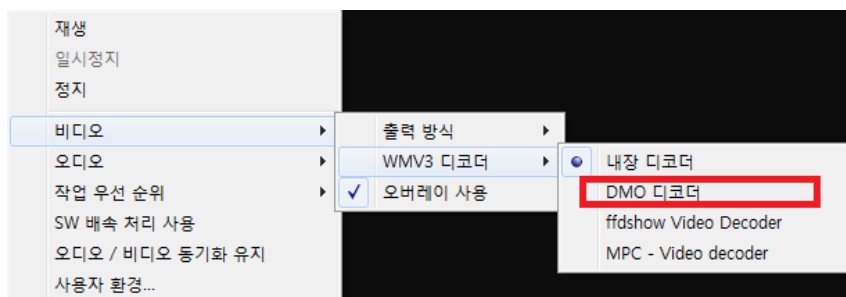 재생
일시정지
정지
비디오
오디오
작업 우선 순위
SW 배속 처리 사용
오디오 / 비디오 동기화 유지
사용자 환경...
출력 방식
WMV3 디코더
오버레이 사용
내장 디코더
DMO 디코더
ffdshow Video Decoder
MPC - Video decoder